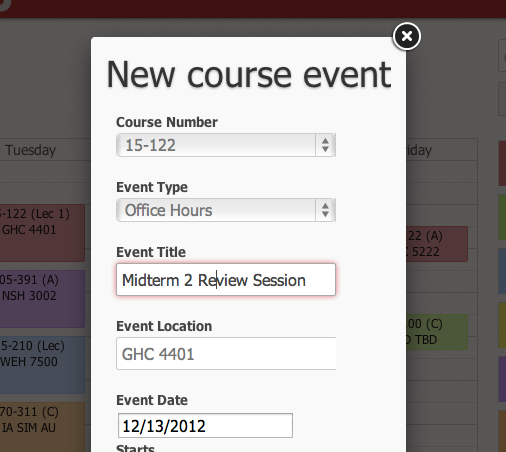 New course event
Course Number
15-122
Event Type
Office Hours
Event Title
Midterm 2 Review Session
Event Location
GHC 4401
Event Date
12/13/2012
Starts
Tuesday
5-122 (Lec 1)
GHC 4401
05-391 (A)
NSH 3002
5-210 (Lec)
WEH 7500
70-311 (C)
IA SIM AU
iday
22 (A)
5222
00 (C)
TBD